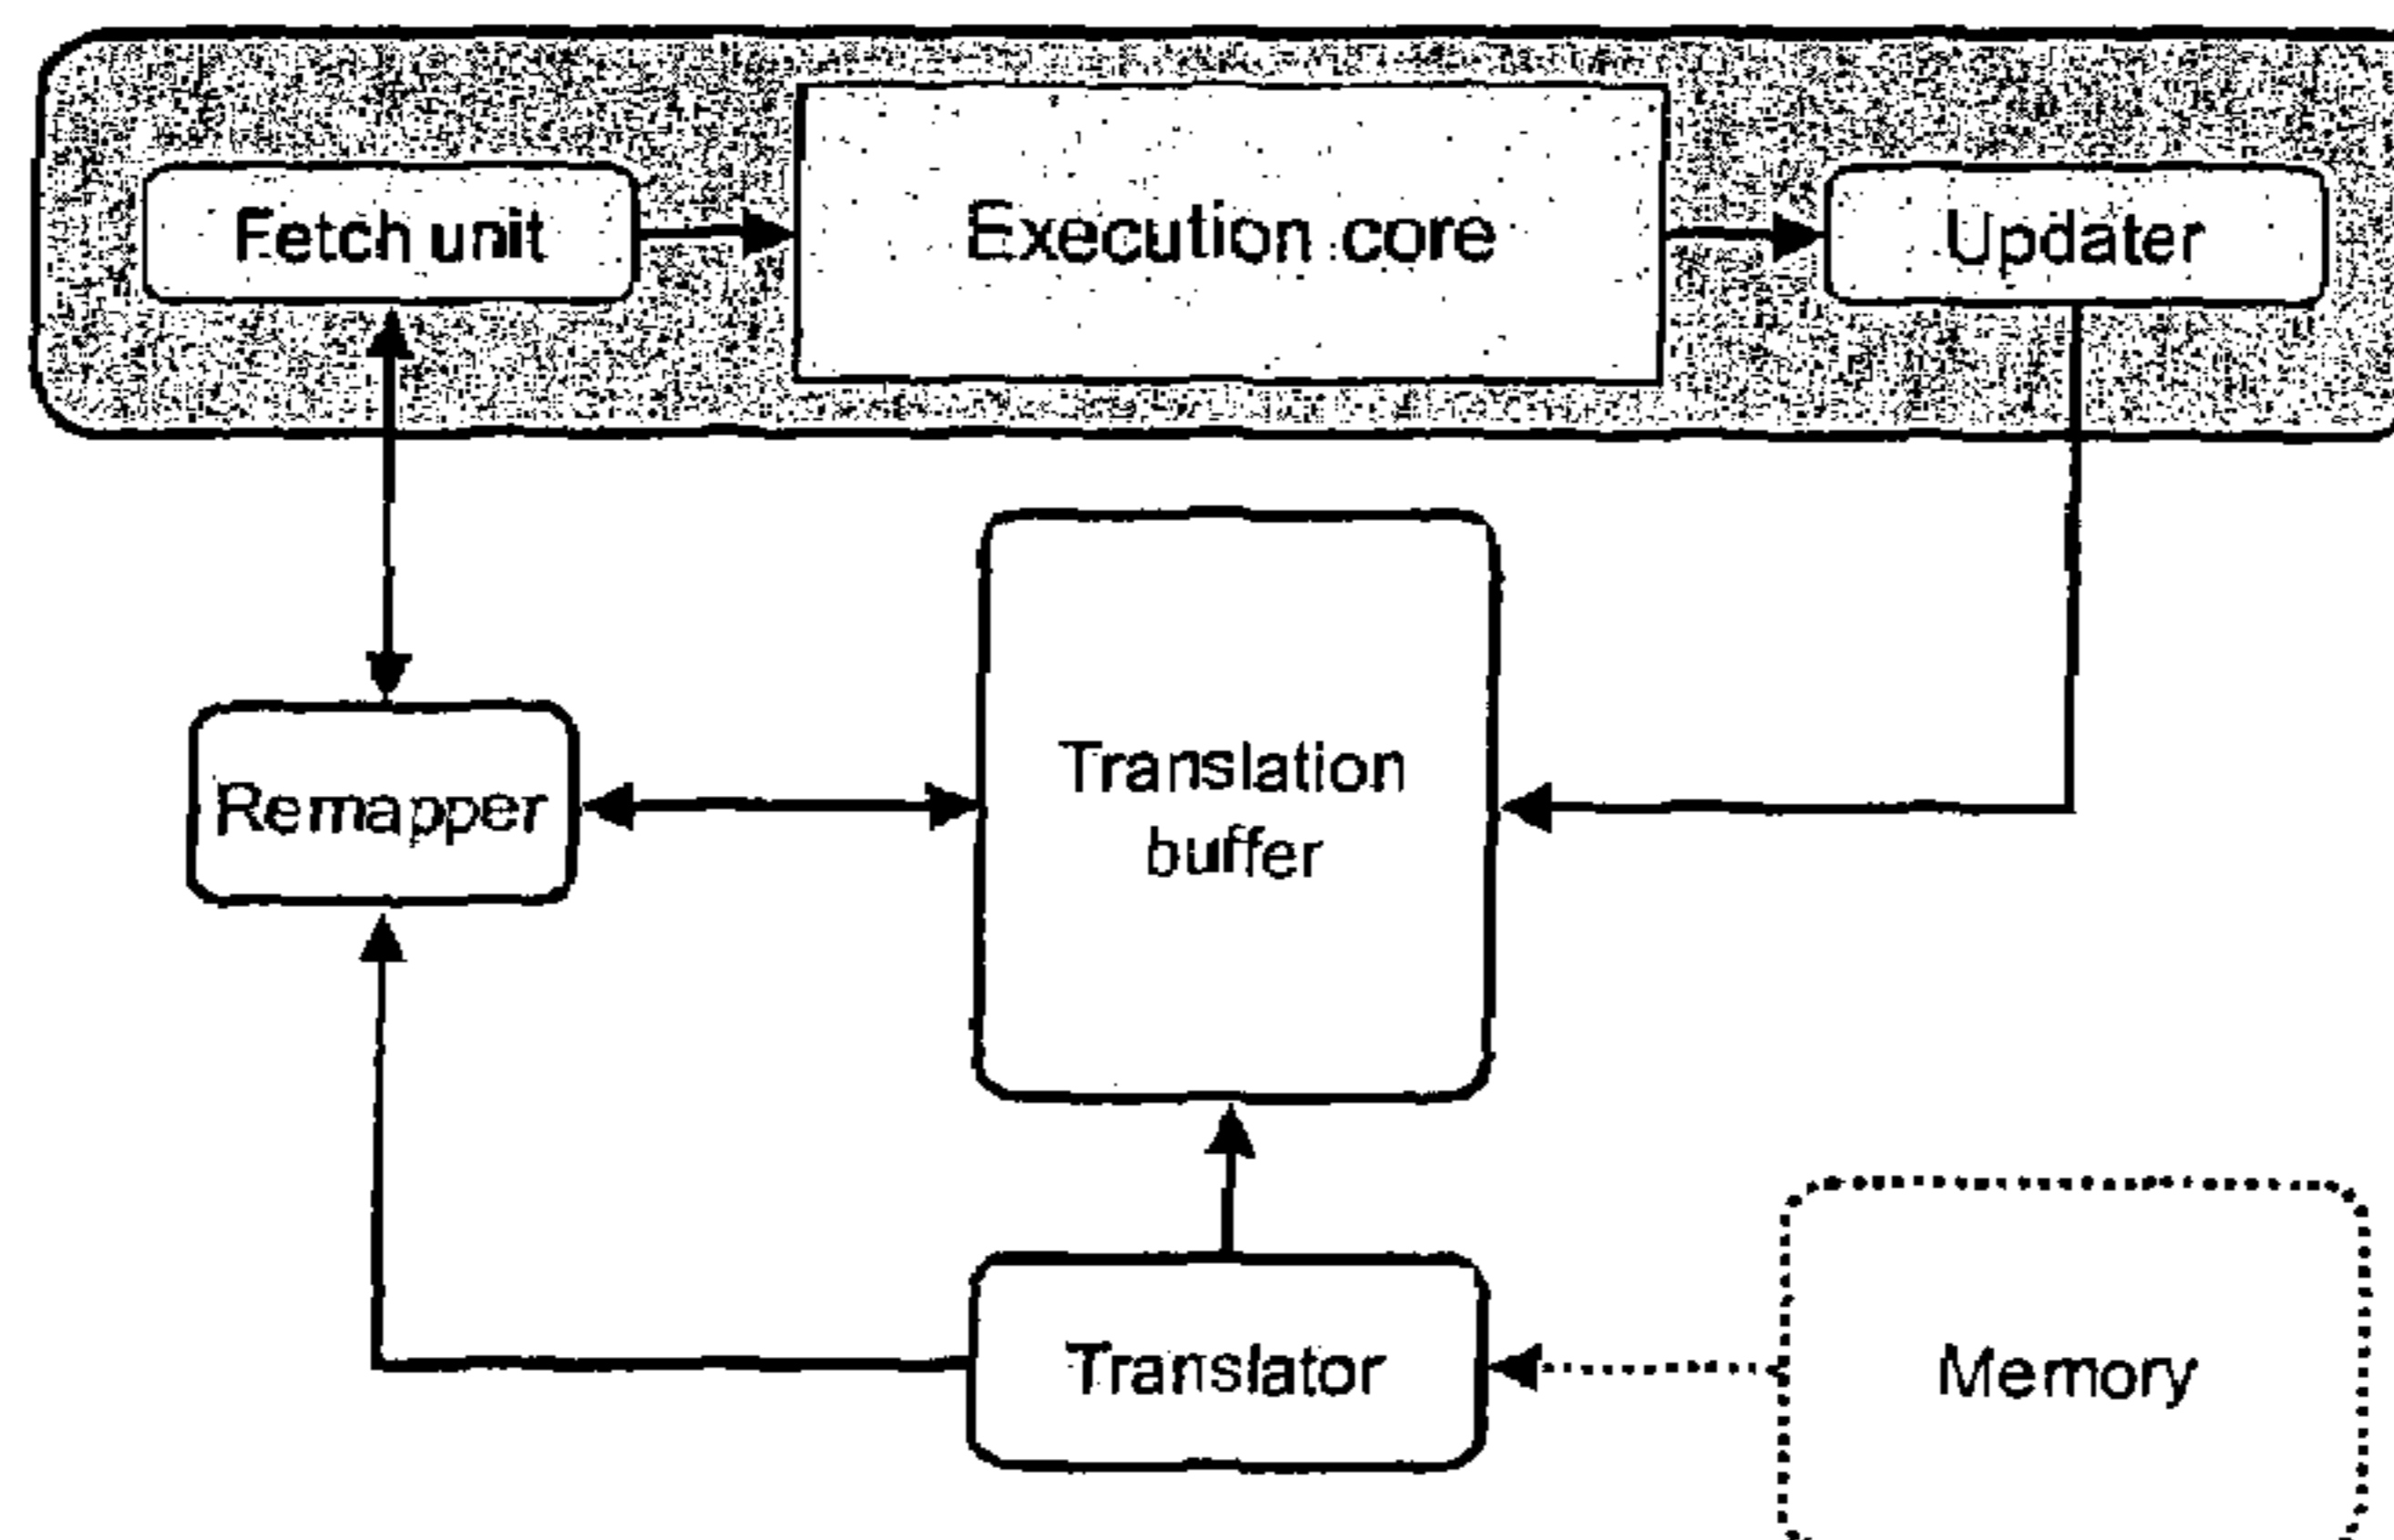 Fetch unit
Execution core
Updater
Remapper
Translation
buffer
Translator
Memory